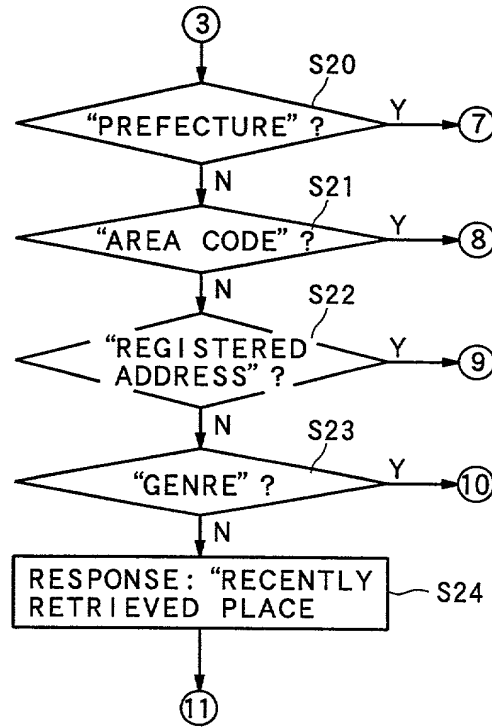 3
S20
“PREFECTURE” ?
Y
7
N
S21
“AREA CODE” ?
Y
8
N
S22
“REGISTERED
ADDRESS” ?
Y
9
N
S23
“GENRE” ?
Y
10
N
RESPONSE: “RECENTLY
RETRIEVED PLACE
S24
11